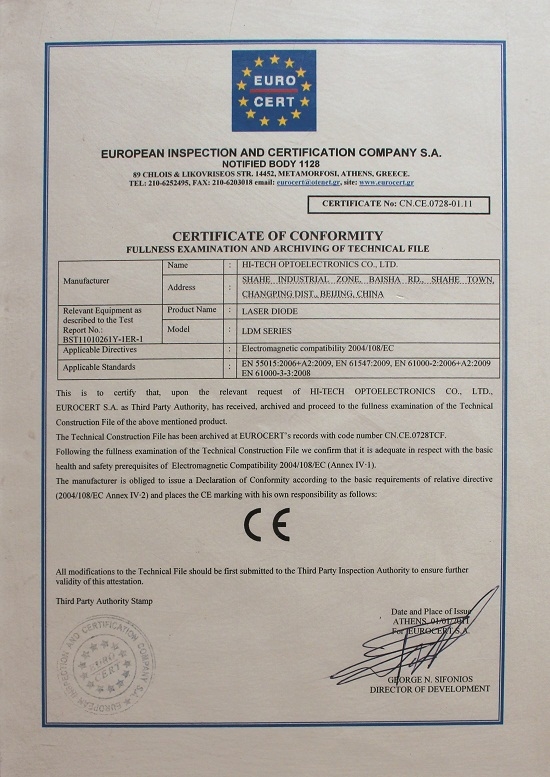 EURO
CERT
EUROPEAN INSPECTION AND CERTIFICATION COMPANY S.A.
NOTIFIED BODY 1128
89 CHLOIS & LIKOVRISEOS STR. 14452, METAMORFOSI, ATHENS, GREECE.
TEL: 210-6252495, FAX: 210-6203018 email: eurocert@otenet.gr, site: www.eurocert.gr
CERTIFICATE No: CN.CE.0728-01.11
CERTIFICATE OF CONFORMITY
FULLNESS EXAMINATION AND ARCHIVING OF TECHNICAL FILE
Manufacturer
Name : HI-TECH OPTOELECTRONICS CO., LTD.
Address : SHAHE INDUSTRIAL ZONE, BAISHA RD., SHAHE TOWN,
CHANGPING DIST., BEIJING, CHINA
Relevant Equipment as
described to the Test
Report No.:
BST11010261Y-1ER-1
Product Name : LASER DIODE
Model : LDM SERIES
Applicable Directives : Electromagnetic compatibility 2004/108/EC
Applicable Standards : EN 55015:2006+A2:2009, EN 61547:2009, EN 61000-3-2:2006+A2:2009
EN 61000-3-3:2008
This is to certify that, upon the relevant request of HI-TECH OPTOELECTRONICS CO., LTD.,
EUROCERT S.A. as Third Party Authority, has received, archived and proceed to the fullness examination of the Technical
Construction File of the above mentioned product.
The Technical Construction File has been archived at EUROCERT's records with code number CN.CE.0728TCF.
Following the fullness examination of the Technical Construction File we confirm that it is adequate in respect with the basic
health and safety prerequisites of Electromagnetic Compatibility 2004/108/EC (Annex IV-1).
The manufacturer is obliged to issue a Declaration of Conformity according to the basic requirements of relative directive
(2004/108/EC Annex IV-2) and places the CE marking with his own responsibility as follows:
CE
All modifications to the Technical File should be first submitted to the Third Party Inspection Authority to ensure further
validity of this attestation.
Third Party Authority Stamp
Date and Place of Issue
ATHENS, 01/01/2011
For EUROCERT S.A.
GEORGE N. SIFONIOS
DIRECTOR OF DEVELOPMENT
EUROPEAN INSPECTION AND CERTIFICATION COMPANY S.A.
EURO
CERT